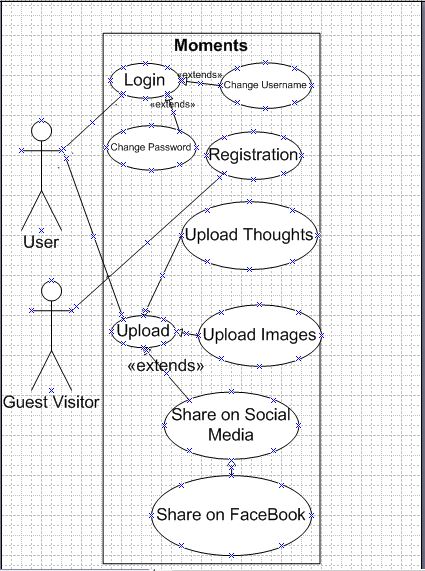 Moments
Login
«extends»
Change Username
«extends»
Change Password
Registration
User
Upload Thoughts
Upload
Upload Images
«extends»
Guest Visitor
Share on Social
Media
Share on FaceBook